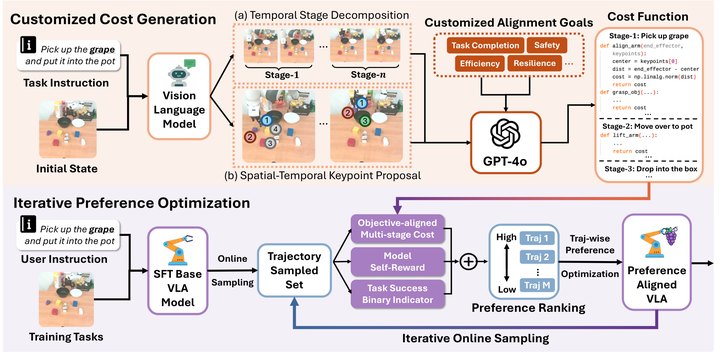 Customized Cost Generation
Pick up the grape
and put it into the pot
Task Instruction
Initial State
Vision
Language
Model
(a) Temporal Stage Decomposition
Stage-1
...
Stage-n
1
2
3
4
...
1
2
3
(b) Spatial-Temporal Keypoint Proposal
Customized Alignment Goals
Task Completion
Safety
Efficiency
Resilience
...
GPT-4o
Cost Function
Stage-1: Pick up grape
def align_arm(end_effector,
keypoints):
center = keypoints[0]
dist = end_effector - center
cost = np.linalg.norm(dist)
return cost
def grasp_obj(...):
...
return cost
Stage-2: Move over to pot
def lift_arm(...):
...
return cost
Stage-3: Drop into the box
...
Iterative Preference Optimization
Pick up the grape
and put it into the pot
User Instruction
Training Tasks
SFT Base
VLA
Model
Online
Sampling
Trajectory
Sampled
Set
Objective-aligned
Multi-stage Cost
Model
Self-Reward
Task Success
Binary Indicator
High
Low
Traj 1
Traj 2
Traj M
Preference Ranking
Traj-wise
Preference
Optimization
Preference
Aligned
VLA
Iterative Online Sampling